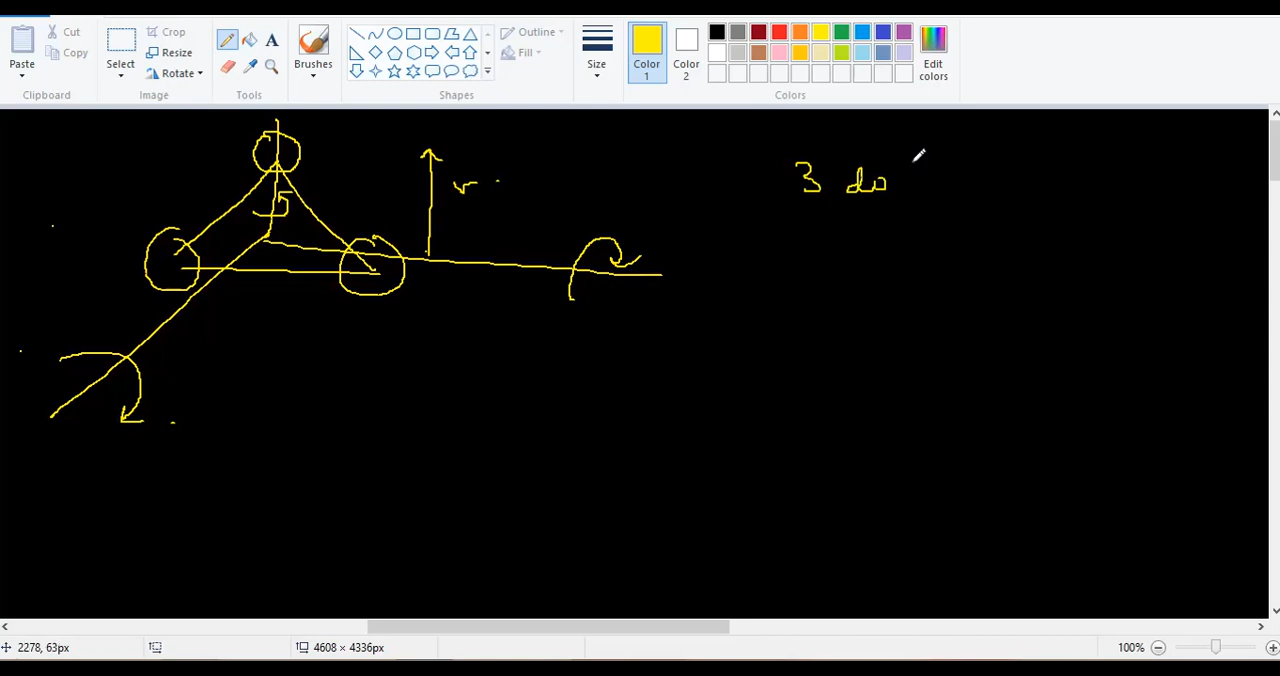 Cut
Copy
Paste
Clipboard
Crop
Resize
Rotate
Select
Image
A
Tools
Brushes
Outline
Fill
Shapes
Size
Color 1
Color 2
Edit colors
Colors
v
3 do
2278, 63px
4608 × 4336px
100%